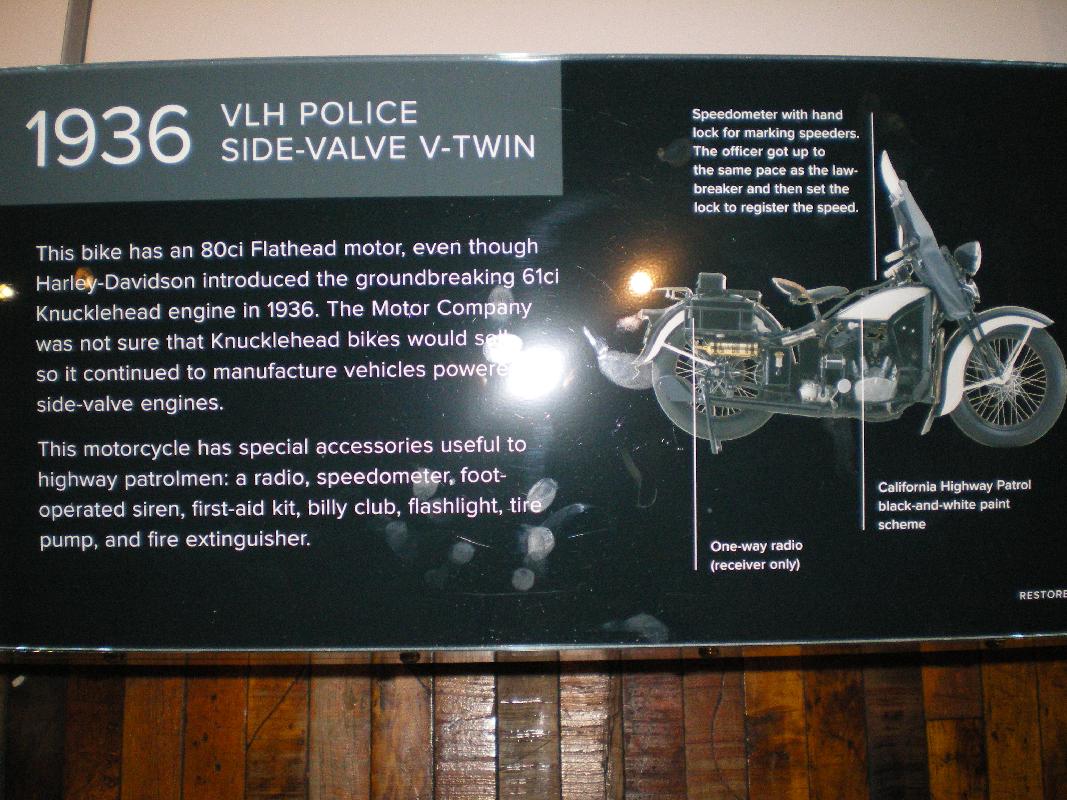 1936 VLH POLICE
SIDE-VALVE V-TWIN
This bike has an 80ci Flathead motor, even though
Harley-Davidson introduced the groundbreaking 61ci
Knucklehead engine in 1936. The Motor Company
was not sure that Knucklehead bikes would
so it continued to manufacture vehicles
side-valve engines.
This motorcycle has special accessories useful to
highway patrolmen: a radio, speedometer, foot-
operated siren, first-aid kit, billy club, flashlight, tire
pump, and fire extinguisher.
Speedometer with hand
lock for marking speeders.
The officer got up to
the same pace as the law-
breaker and then set the
lock to register the speed.
California Highway Patrol
black-and-white paint
scheme
One-way radio
(receiver only)
RESTORE